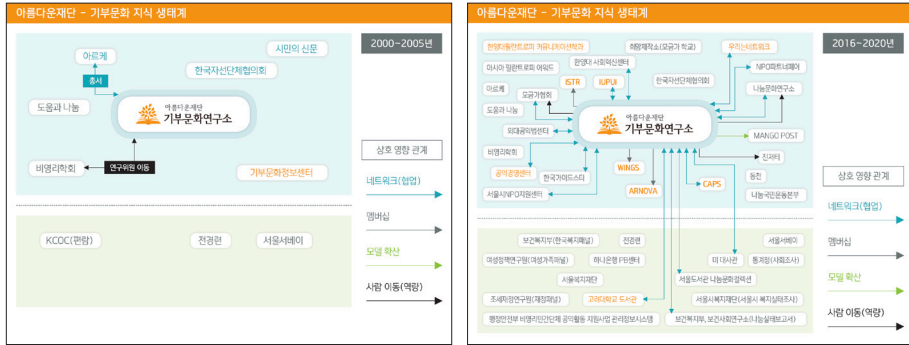 아름다운재단 - 기부문화 지식 생태계
2000~2005년
시민의 신문
아르케
한국자선단체협의회
총서
도움과 나눔
아름다운재단
기부문화연구소
비영리학회
연구위원 이동
기부문화정보센터
상호 영향 관계
네트워크(협업)
멤버십
모델 확산
사람 이동(역량)
KCOC(편람)
전경련
서울서베이
아름다운재단 - 기부문화 지식 생태계
2016~2020년
한양대필란트로피 커뮤니케이션학과
희망제작소(모금가 학교)
우리는네트워크
아시아 필란트로피 어워드
한양대 사회혁신센터
NPO파트너페어
아르케
ISTR
IUPUI
한국자선단체협의회
모금가협회
나눔문화연구소
도움과 나눔
아름다운재단
기부문화연구소
외대공익법센터
MANGO POST
비영리학회
진저티
공익경영센터
한국가이드스타
WINGS
동천
서울시NPO지원센터
ARNOVA
CAPS
나눔국민운동본부
상호 영향 관계
네트워크(협업)
멤버십
모델 확산
사람 이동(역량)
보건복지부(한국복지패널)
전경련
서울서베이
여성정책연구원(여성가족패널)
하나은행 PB센터
미 대사관
통계청(사회조사)
서울복지재단
서울도서관 나눔문화컬렉션
조세재정연구원(재정패널)
고려대학교 도서관
서울시복지재단(서울시 복지실태조사)
행정안전부 비영리민간단체 공익활동 지원사업 관리정보시스템
보건복지부, 보건사회연구소(나눔실태보고서)